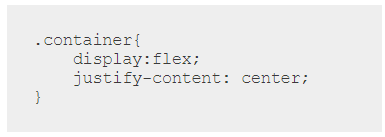 .container{
    display:flex;
    justify-content: center;
}